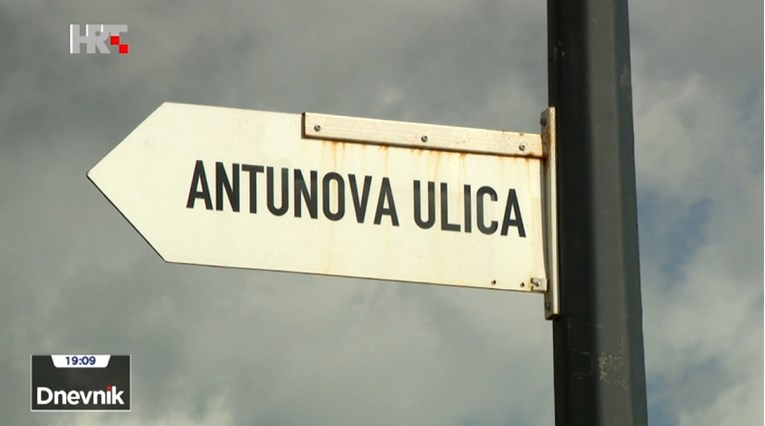 HRT
ANTUNOVA ULICA
19:09
Dnevnik